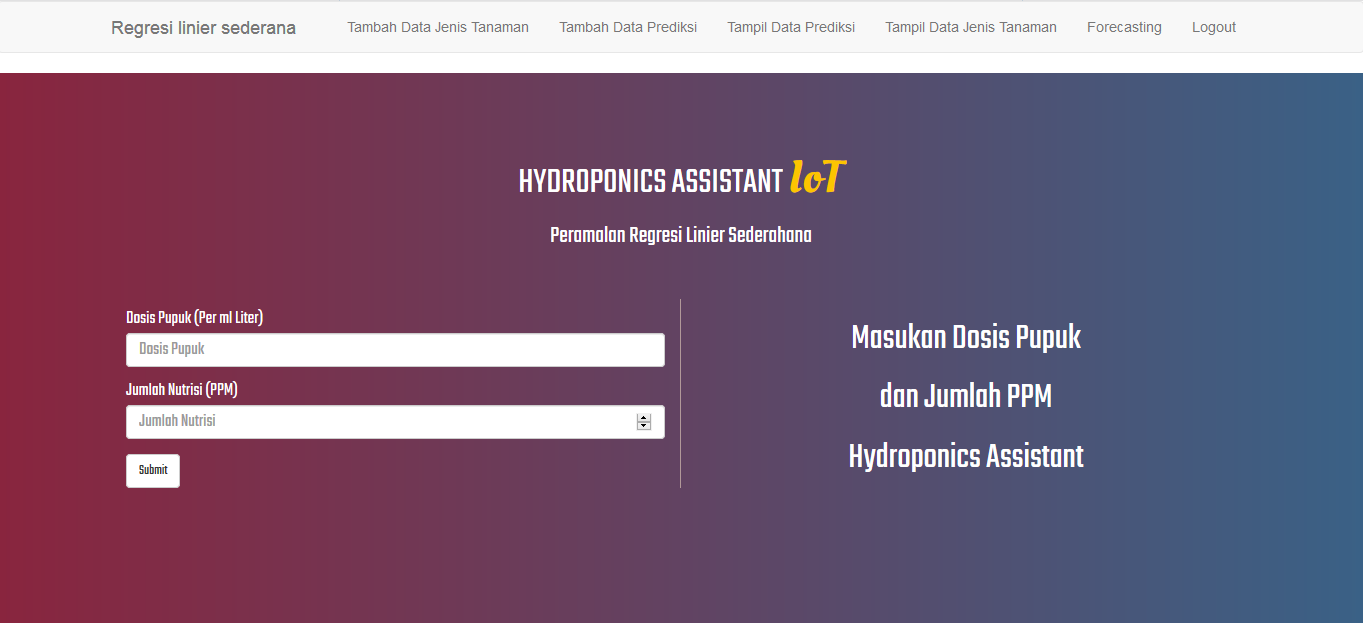 Regresi linier sederana
Tambah Data Jenis Tanaman
Tambah Data Prediksi
Tampil Data Prediksi
Tampil Data Jenis Tanaman
Forecasting
Logout
HYDROPONICS ASSISTANT IoT
Peramalan Regresi Linier Sederahana
Dosis Pupuk (Per ml Liter)
Dosis Pupuk
Jumlah Nutrisi (PPM)
Jumlah Nutrisi
Submit
Masukan Dosis Pupuk
dan Jumlah PPM
Hydroponics Assistant